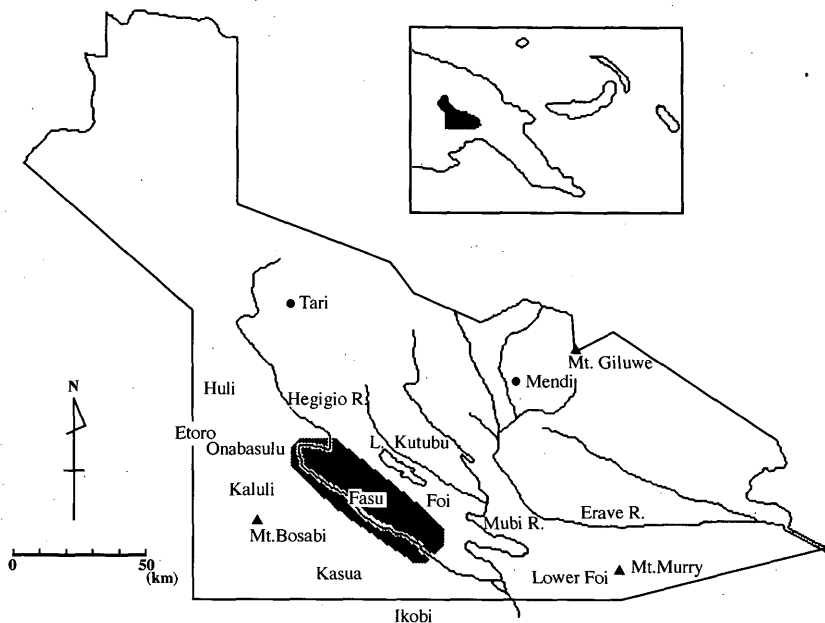 Tari
Mt. Giluwe
Mendi
N
Huli
Hegigio R.
Etoro
Onabasulu
L. Kutubu
Kaluli
Fasu
Foi
Erave R.
Mubi R.
Mt.Bosabi
0 50
(km)
Kasua
Lower Foi
Mt.Murry
Ikobi